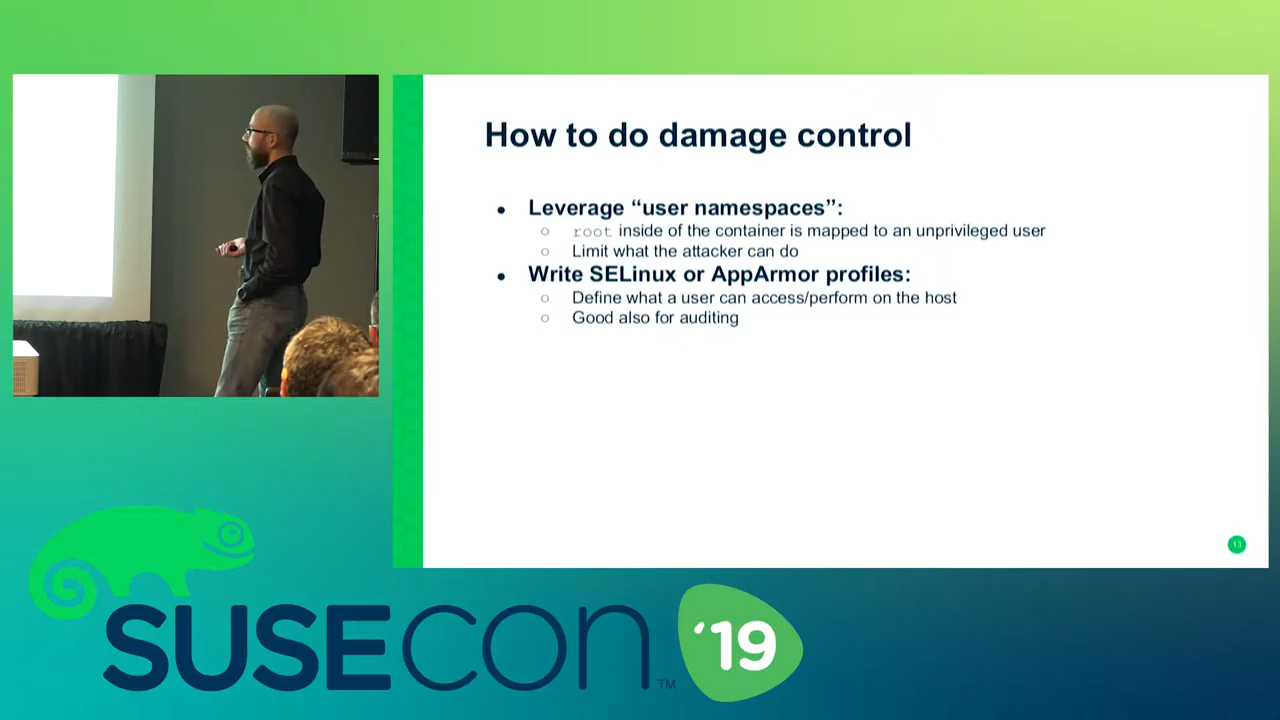 How to do damage control
● Leverage “user namespaces”:
○ root inside of the container is mapped to an unprivileged user
○ Limit what the attacker can do
● Write SELinux or AppArmor profiles:
○ Define what a user can access/perform on the host
○ Good also for auditing
13
SUSECON ™ ’19